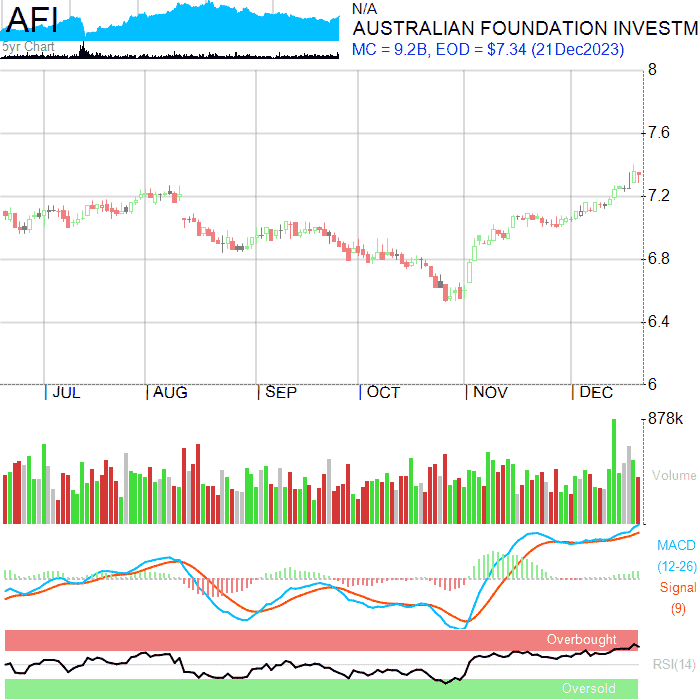 AFI
5yr Chart
N/A
AUSTRALIAN FOUNDATION INVESTM
MC = 9.2B, EOD = $7.34 (21Dec2023)
8
7.6
7.2
6.8
6.4
6
JUL AUG SEP OCT NOV DEC
878k
Volume
MACD
(12-26)
Signal
(9)
Overbought
RSI(14)
Oversold